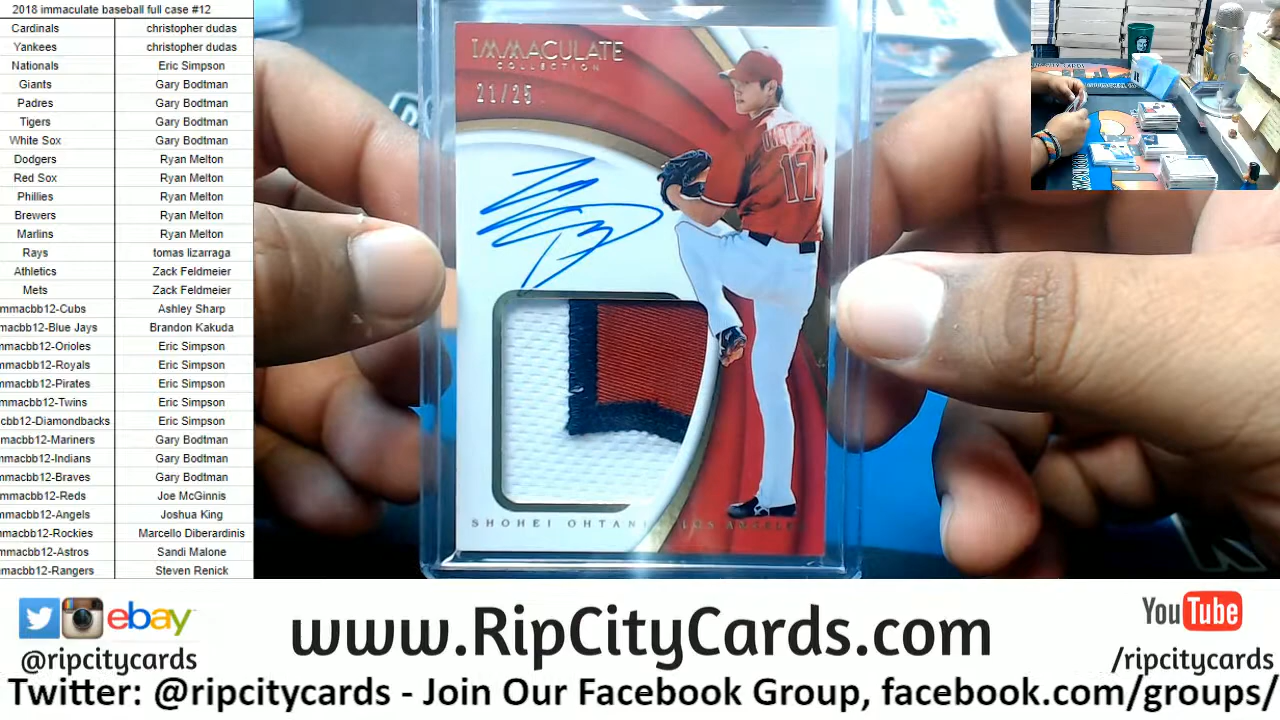 2018 immaculate baseball full case #12
Cardinals christopher dudas
Yankees christopher dudas
Nationals Eric Simpson
Giants Gary Bodtman
Padres Gary Bodtman
Tigers Gary Bodtman
White Sox Gary Bodtman
Dodgers Ryan Melton
Red Sox Ryan Melton
Phillies Ryan Melton
Brewers Ryan Melton
Marlins Ryan Melton
Rays tomas lizarraga
Athletics Zack Feldmeier
Mets Zack Feldmeier
mmacbb12-Cubs Ashley Sharp
macbb12-Blue Jays Brandon Kakuda
mmacbb12-Orioles Eric Simpson
mmacbb12-Royals Eric Simpson
mmacbb12-Pirates Eric Simpson
mmacbb12-Twins Eric Simpson
cbb12-Diamondbacks Eric Simpson
macbb12-Mariners Gary Bodtman
mmacbb12-Indians Gary Bodtman
mmacbb12-Braves Gary Bodtman
mmacbb12-Reds Joe McGinnis
mmacbb12-Angels Joshua King
mmacbb12-Rockies Marcello Diberardinis
mmacbb12-Astros Sandi Malone
macbb12-Rangers Steven Renick
IMMACULATE
COLLECTION
21/25
17
SHOHEI OHTANI LOS ANGELES
ebay
@ripcitycards
www.RipCityCards.com
YouTube
/ripcitycards
Twitter: @ripcitycards - Join Our Facebook Group, facebook.com/groups/